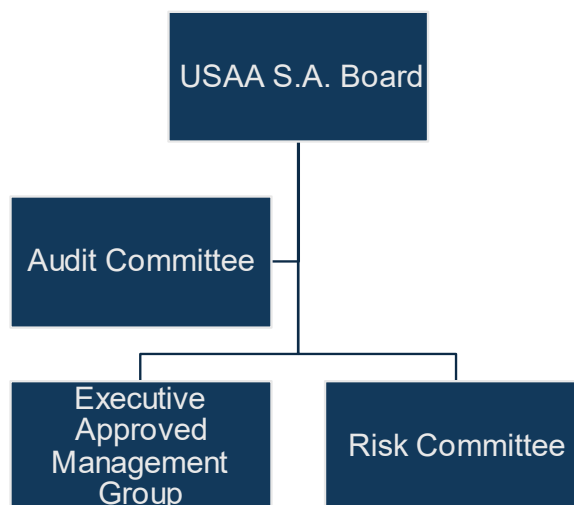 USAA S.A. Board
Audit Committee
Executive
Approved
Management
Group
Risk Committee